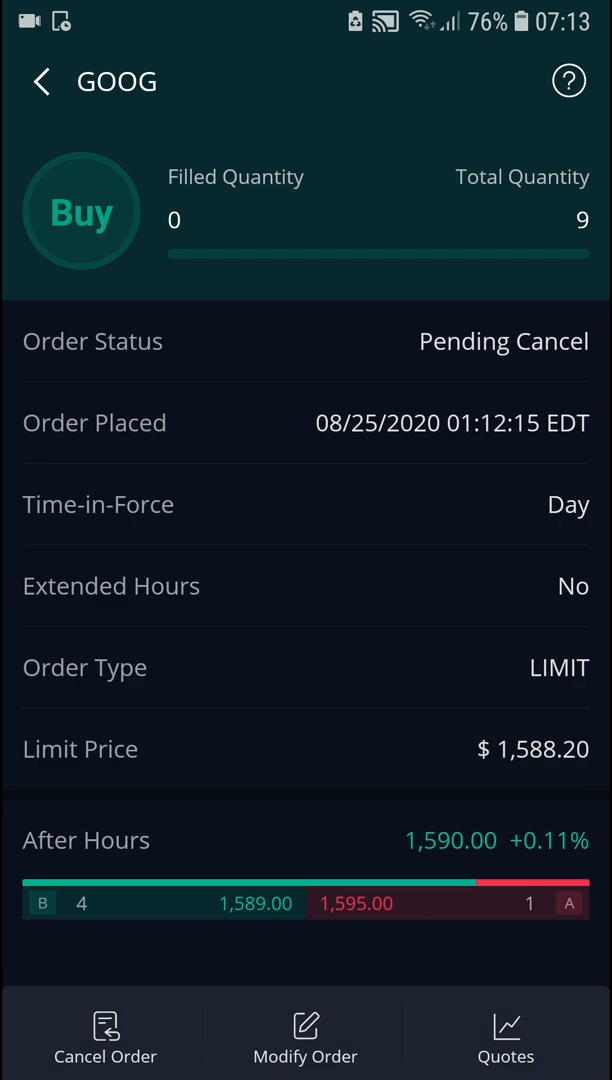 76% 07:13
GOOG ?
Filled Quantity Total Quantity
Buy
0 9
Order Status Pending Cancel
Order Placed 08/25/2020 01:12:15 EDT
Time-in-Force Day
Extended Hours No
Order Type LIMIT
Limit Price $ 1,588.20
After Hours 1,590.00 +0.11%
B 4 1,589.00 1,595.00 1 A
Cancel Order Modify Order Quotes